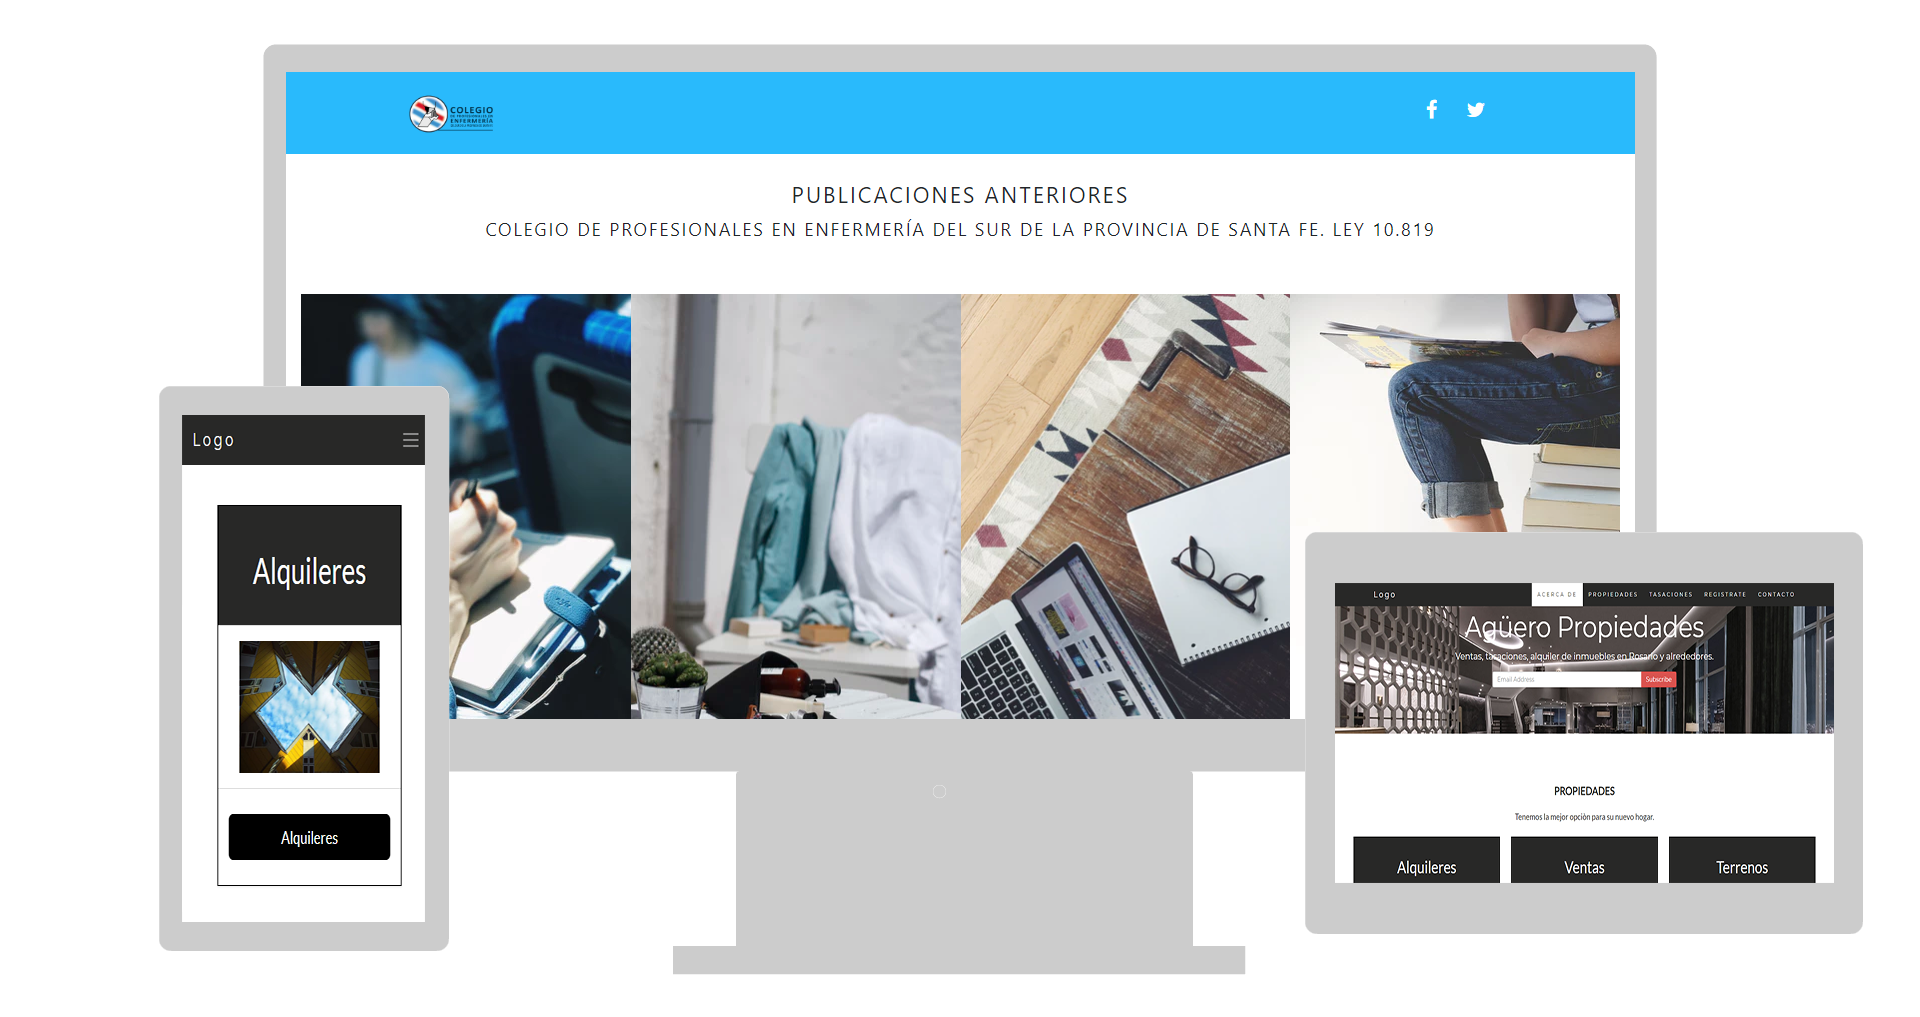 COLEGIO
DE PROFESIONALES EN
ENFERMERÍA
PUBLICACIONES ANTERIORES
COLEGIO DE PROFESIONALES EN ENFERMERÍA DEL SUR DE LA PROVINCIA DE SANTA FE. LEY 10.819
Logo
Alquileres
Alquileres
Logo
ACERCA DE PROPIEDADES TASACIONES REGISTRATE CONTACTO
Agüero Propiedades
Ventas, tasaciones, alquiler de inmuebles en Rosario y alrededores.
Email Address Subscribe
PROPIEDADES
Tenemos la mejor opción para su nuevo hogar.
Alquileres Ventas Terrenos